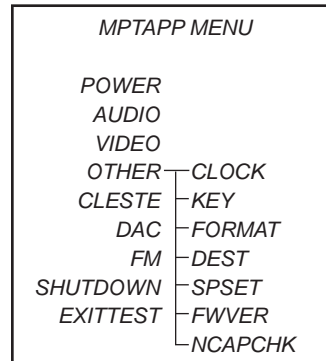 MPTAPP MENU
POWER
AUDIO
VIDEO
OTHER CLOCK
CLESTE KEY
DAC FORMAT
FM DEST
SHUTDOWN SPSET
EXITTEST FWVER
NCAPCHK